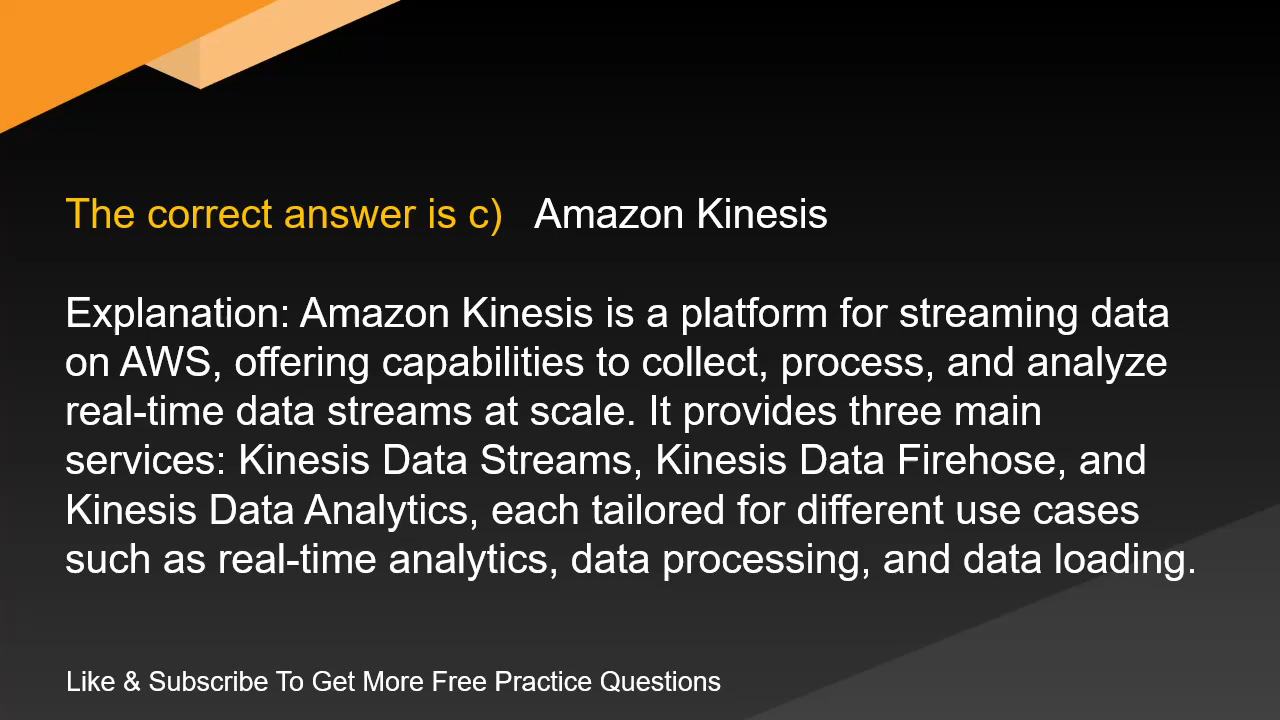 The correct answer is c) Amazon Kinesis
Explanation: Amazon Kinesis is a platform for streaming data
on AWS, offering capabilities to collect, process, and analyze
real-time data streams at scale. It provides three main
services: Kinesis Data Streams, Kinesis Data Firehose, and
Kinesis Data Analytics, each tailored for different use cases
such as real-time analytics, data processing, and data loading.
Like & Subscribe To Get More Free Practice Questions